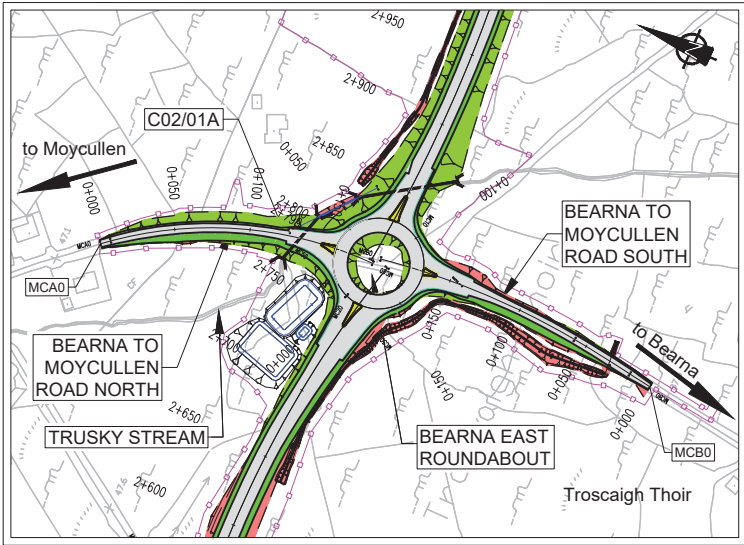 2+950
2+900
C02/01A
to Moycullen
2+850
0+050
0+100
0+050
0+000
2+800
0+100
BEARNA TO
MOYCULLEN
ROAD SOUTH
MCA0
MCA0
2+750
to Bearna
BEARNA TO
MOYCULLEN
ROAD NORTH
2+700
0+000
0+150
0+100
0+050
0+150
0+000
MCB0
2+650
TRUSKY STREAM
BEARNA EAST
ROUNDABOUT
MCB0
2+600
Troscaigh Thoir